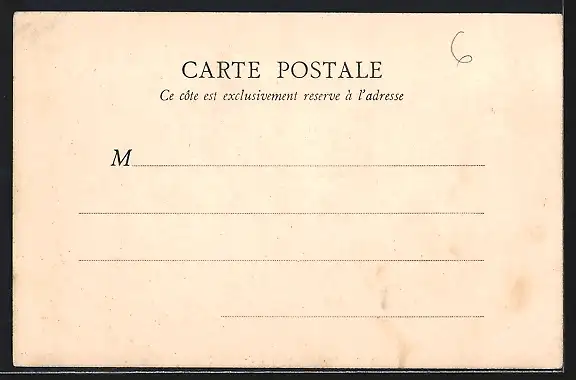 6
CARTE POSTALE
Ce côte est exclusivement reserve à l'adresse
M